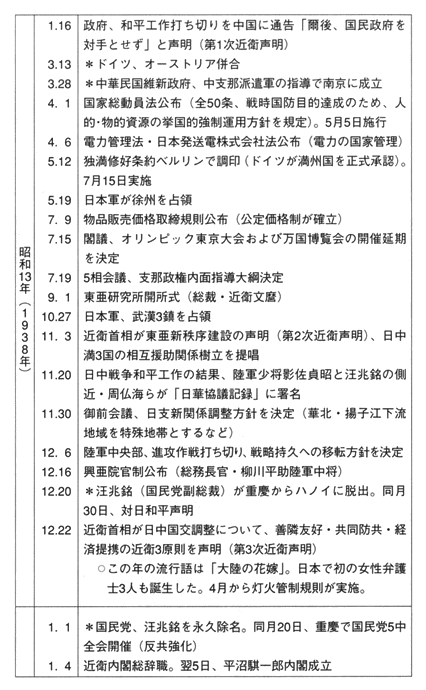 昭和13年（1938年）
1.16 政府、和平工作打ち切りを中国に通告「爾後、国民政府を
対手とせず」と声明（第1次近衛声明）
3.13 ＊ドイツ、オーストリア併合
3.28 ＊中華民国維新政府、中支那派遣軍の指導で南京に成立
4. 1 国家総動員法公布（全50条、戦時国防目的達成のため、人
的・物的資源の挙国的強制運用方針を規定）。5月5日施行
4. 6 電力管理法・日本発送電株式会社法公布（電力の国家管理）
5.12 独満修好条約ベルリンで調印（ドイツが満州国を正式承認）。
7月15日実施
5.19 日本軍が徐州を占領
7. 9 物品販売価格取締規則公布（公定価格制が確立）
7.15 閣議、オリンピック東京大会および万国博覧会の開催延期
を決定
7.19 5相会議、支那政権内面指導大綱決定
9. 1 東亜研究所開所式（総裁・近衛文麿）
10.27 日本軍、武漢3鎮を占領
11. 3 近衛首相が東亜新秩序建設の声明（第2次近衛声明）、日中
満3国の相互援助関係樹立を提唱
11.20 日中戦争和平工作の結果、陸軍少将影佐貞昭と汪兆銘の側
近・周仏海らが「日華協議記録」に署名
11.30 御前会議、日支新関係調整方針を決定（華北・揚子江下流
地域を特殊地帯とするなど）
12. 6 陸軍中央部、進攻作戦打ち切り、戦略持久への移転方針を決定
12.16 興亜院官制公布（総務長官・柳川平助陸軍中将）
12.20 ＊汪兆銘（国民党副総裁）が重慶からハノイに脱出。同月
30日、対日和平声明
12.22 近衛首相が日中国交調整について、善隣友好・共同防共・経
済提携の近衛3原則を声明（第3次近衛声明）
○この年の流行語は「大陸の花嫁」。日本で初の女性弁護
士3人も誕生した。4月から灯火管制規則が実施。
1. 1 ＊国民党、汪兆銘を永久除名。同月20日、重慶で国民党5中
全会開催（反共強化）
1. 4 近衛内閣総辞職。翌5日、平沼騏一郎内閣成立